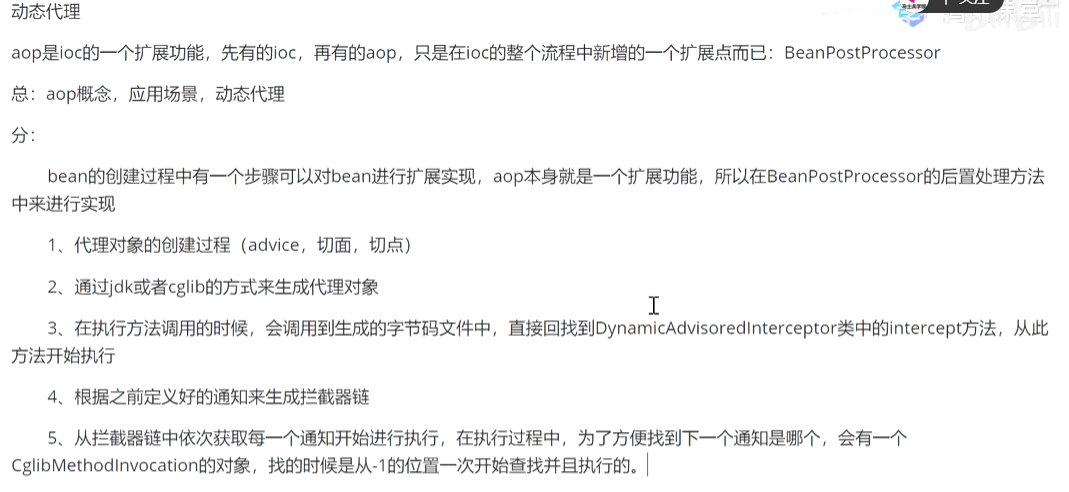 动态代理
aop是ioc的一个扩展功能，先有的ioc，再有的aop，只是在ioc的整个流程中新增的一个扩展点而已：BeanPostProcessor
总：aop概念，应用场景，动态代理
分：
bean的创建过程中有一个步骤可以对bean进行扩展实现，aop本身就是一个扩展功能，所以在BeanPostProcessor的后置处理方法
中来进行实现
1、代理对象的创建过程（advice，切面，切点）
2、通过jdk或者cglib的方式来生成代理对象
3、在执行方法调用的时候，会调用到生成的字节码文件中，直接回找到DynamicAdvisoredInterceptor类中的intercept方法，从此
方法开始执行
4、根据之前定义好的通知来生成拦截器链
5、从拦截器链中依次获取每一个通知开始进行执行，在执行过程中，为了方便找到下一个通知是哪个，会有一个
CglibMethodInvocation的对象，找的时候是从-1的位置一次开始查找并且执行的。